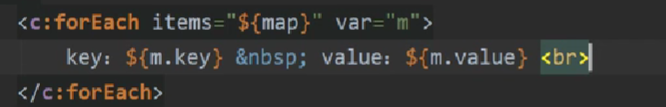 <c:forEach items="${map}" var="m">
key: ${m.key} &nbsp; value: ${m.value} <br>
</c:forEach>